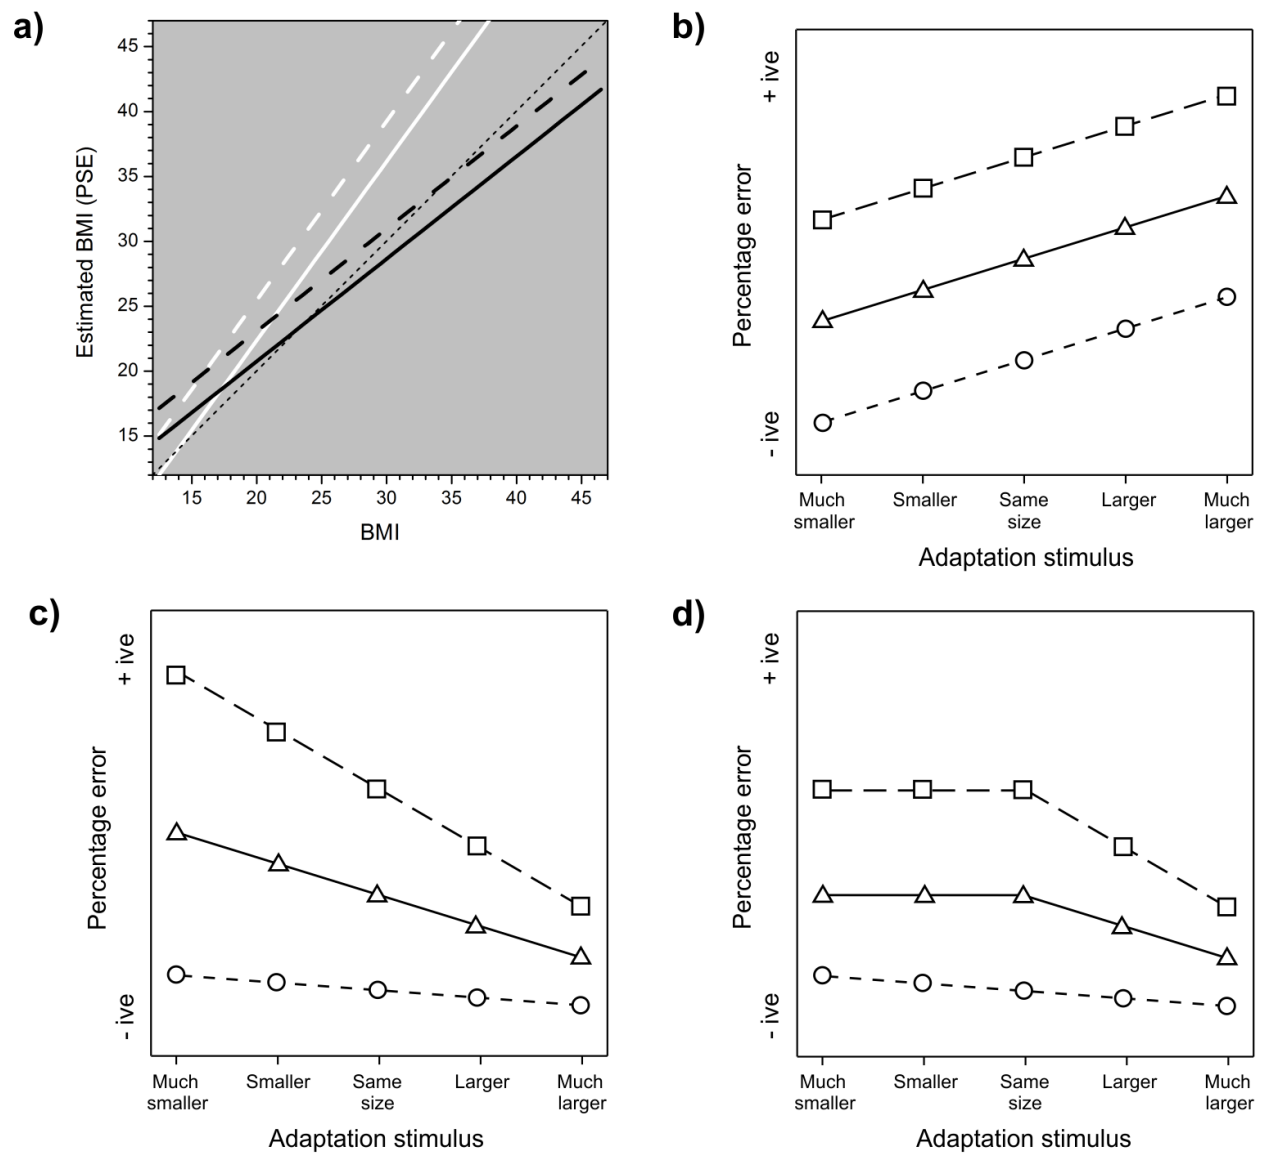 a)
45
40
35
30
25
20
15
Estimated BMI (PSE)
15 20 25 30 35 40 45
BMI
b)
+ ive
Percentage error
- ive
Much smaller
Smaller
Same size
Larger
Much larger
Adaptation stimulus
c)
+ ive
Percentage error
- ive
Much smaller
Smaller
Same size
Larger
Much larger
Adaptation stimulus
d)
+ ive
Percentage error
- ive
Much smaller
Smaller
Same size
Larger
Much larger
Adaptation stimulus